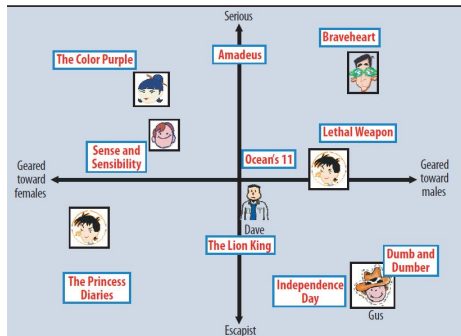 Serious
Braveheart
Amadeus
The Color Purple
Lethal Weapon
Sense and
Sensibility
Ocean's 11
Geared
toward
females
Geared
toward
males
Dave
The Lion King
Dumb and
Dumber
The Princess
Diaries
Independence
Day
Gus
Escapist